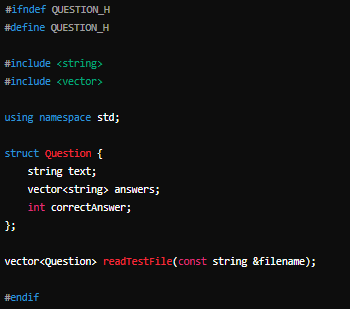 #ifndef QUESTION_H
#define QUESTION_H
#include <string>
#include <vector>
using namespace std;
struct Question {
    string text;
    vector<string> answers;
    int correctAnswer;
};
vector<Question> readTestFile(const string &filename);
#endif